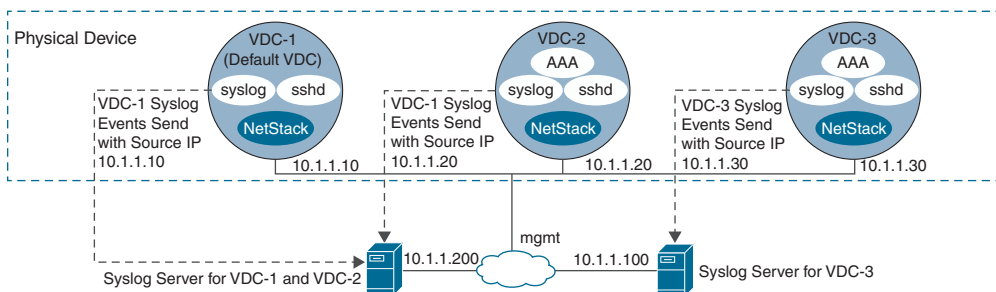 Physical Device
VDC-1
(Default VDC)
syslog
sshd
NetStack
VDC-1 Syslog
Events Send
with Source IP
10.1.1.10
10.1.1.10
VDC-2
AAA
syslog
sshd
NetStack
VDC-1 Syslog
Events Send
with Source IP
10.1.1.20
10.1.1.20
VDC-3
AAA
syslog
sshd
NetStack
VDC-3 Syslog
Events Send
with Source IP
10.1.1.30
10.1.1.30
mgmt
10.1.1.200
10.1.1.100
Syslog Server for VDC-1 and VDC-2
Syslog Server for VDC-3